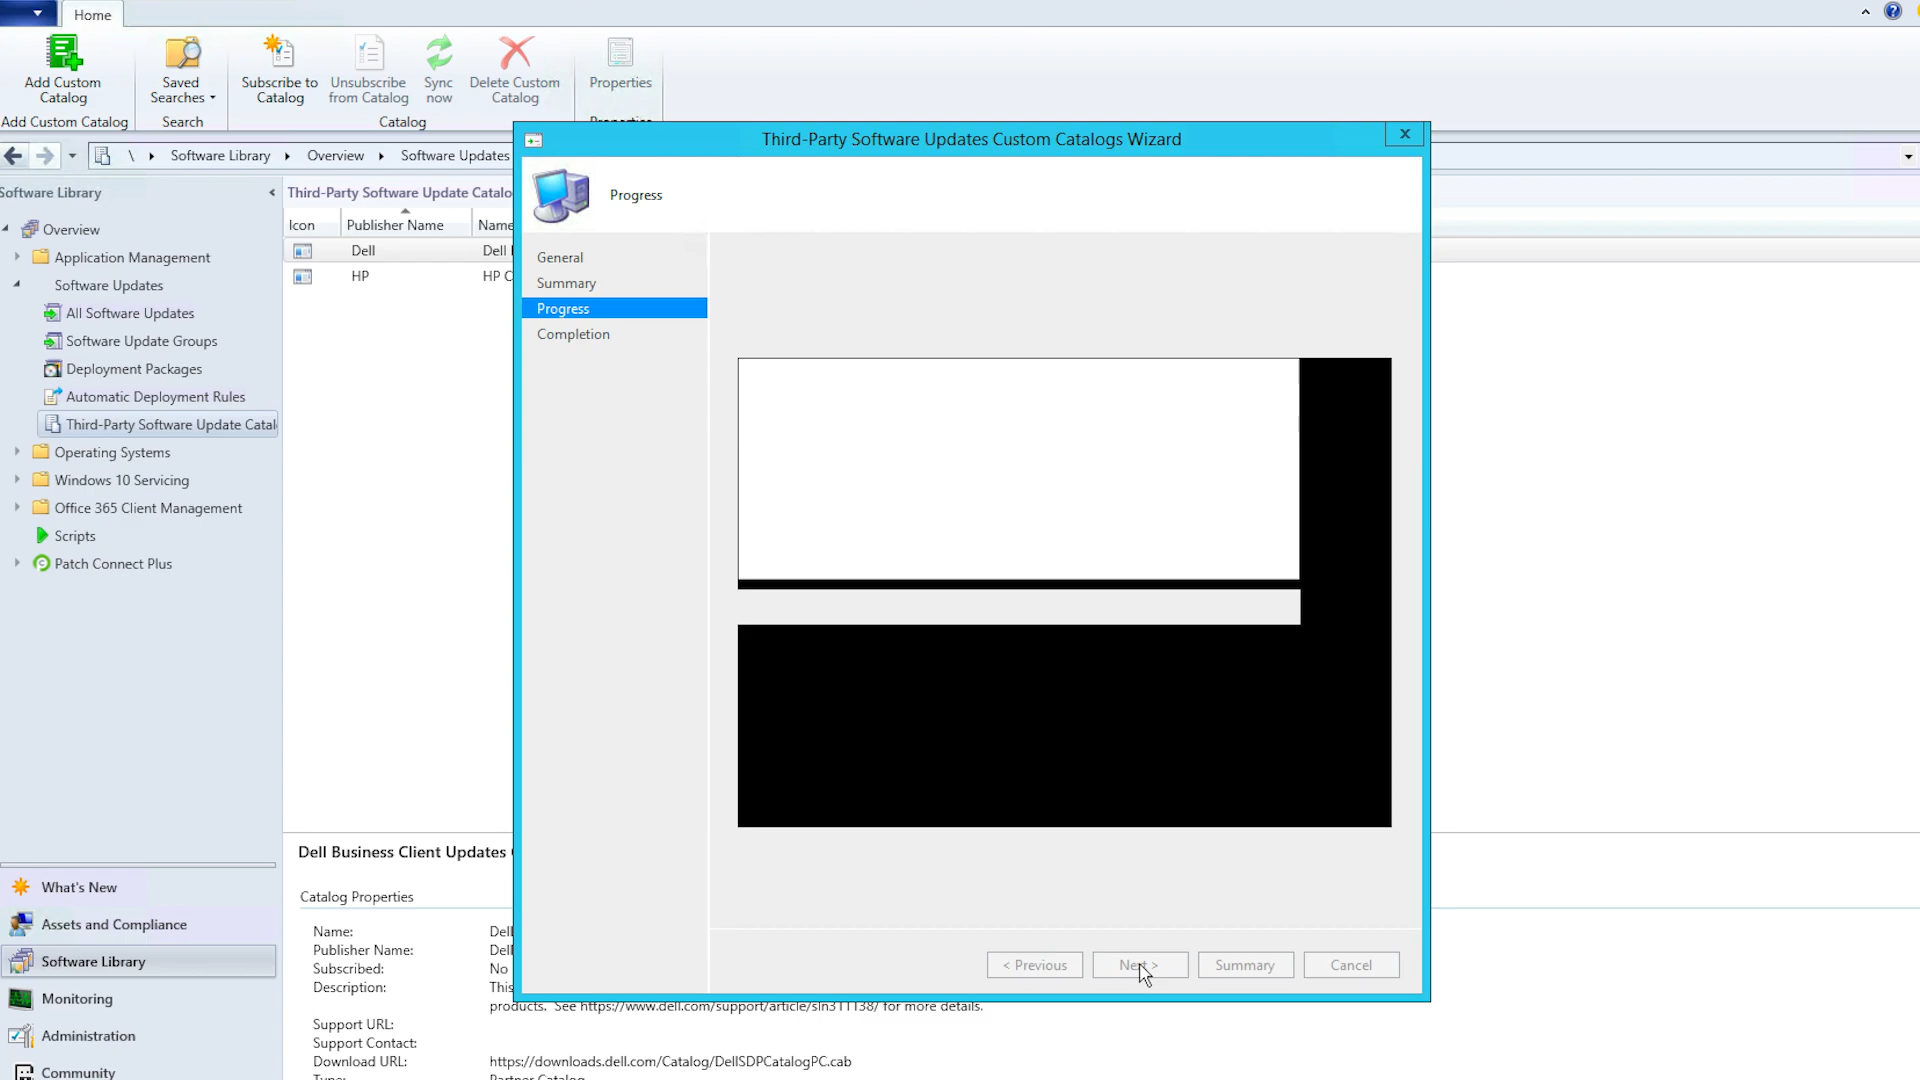 Home
Add Custom
Catalog
Saved
Searches
Subscribe to
Catalog
Unsubscribe
from Catalog
Sync
now
Delete Custom
Catalog
Properties
Add Custom Catalog
Search
Catalog
\ Software Library Overview Software Updates
Software Library
Overview
Application Management
Software Updates
All Software Updates
Software Update Groups
Deployment Packages
Automatic Deployment Rules
Third-Party Software Update Catal
Operating Systems
Windows 10 Servicing
Office 365 Client Management
Scripts
Patch Connect Plus
What's New
Assets and Compliance
Software Library
Monitoring
Administration
Community
Third-Party Software Update Catalo
Icon Publisher Name Name
Dell Dell
HP HP C
Dell Business Client Updates
Catalog Properties
Name: Dell
Publisher Name: Dell
Subscribed: No
Description: This
products. See https://www.dell.com/support/article/sln311138/ for more details.
Support URL:
Support Contact:
Download URL: https://downloads.dell.com/Catalog/DellSDPCatalogPC.cab
Type: Partner Catalog
Third-Party Software Updates Custom Catalogs Wizard
x
Progress
General
Summary
Progress
Completion
< Previous
Next >
Summary
Cancel